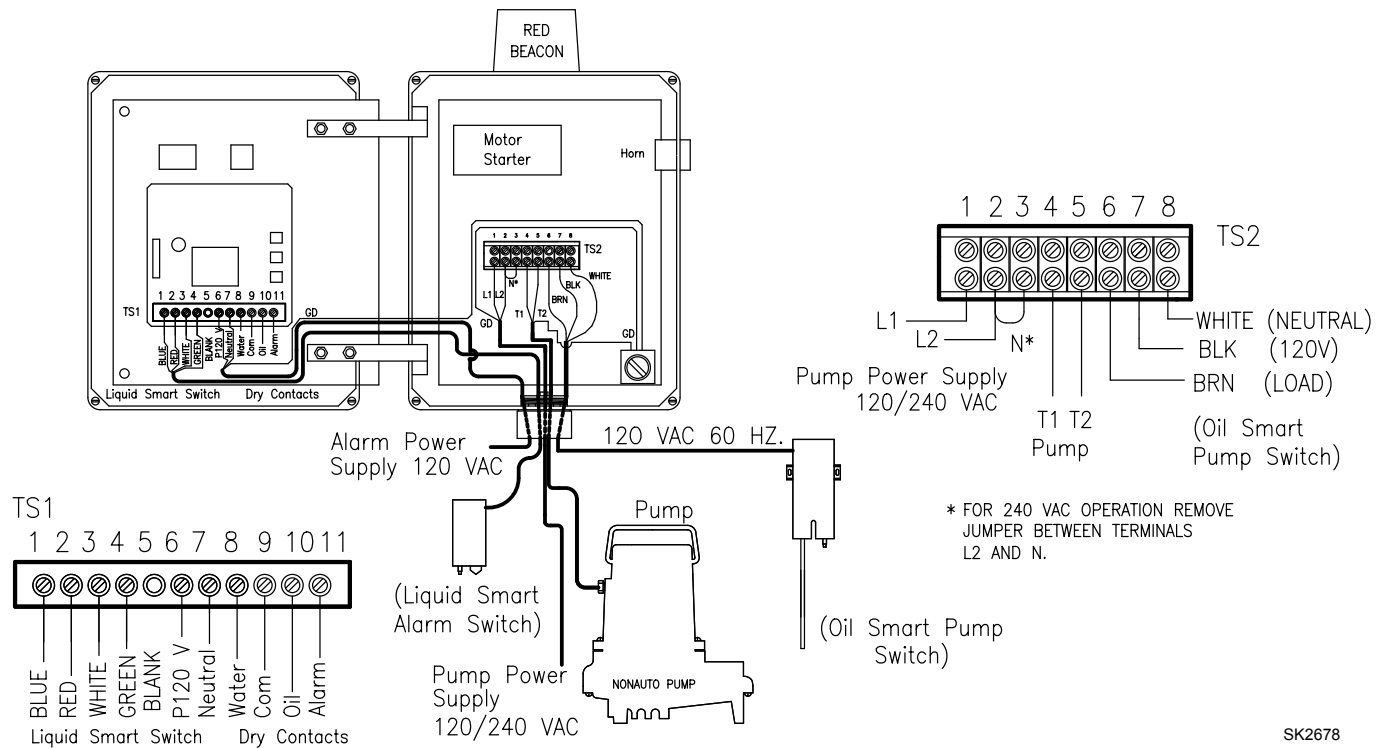 RED
BEACON
Motor
Starter
Horn
1 2 3 4 5 6 7 8 9 10 11
TS1
GD
BLUE
RED
WHITE
GREEN
BLANK
P120 V
Neutral
Water
Com
Oil
Alarm
Liquid Smart Switch Dry Contacts
1 2 3 4 5 6 7 8
TS2
L1 L2
N*
T1 T2
BRN
BLK
WHITE
GD
GD
1 2 3 4 5 6 7 8
TS2
L1
L2
N*
WHITE (NEUTRAL)
BLK (120V)
BRN (LOAD)
Pump Power Supply
120/240 VAC
T1 T2
Pump
(Oil Smart
Pump Switch)
* FOR 240 VAC OPERATION REMOVE
JUMPER BETWEEN TERMINALS
L2 AND N.
Alarm Power
Supply 120 VAC
120 VAC 60 HZ.
Pump
(Liquid Smart
Alarm Switch)
(Oil Smart Pump
Switch)
NONAUTO PUMP
Pump Power
Supply
120/240 VAC
TS1
1 2 3 4 5 6 7 8 9 10 11
BLUE
RED
WHITE
GREEN
BLANK
P120 V
Neutral
Water
Com
Oil
Alarm
Liquid Smart Switch Dry Contacts
SK2678